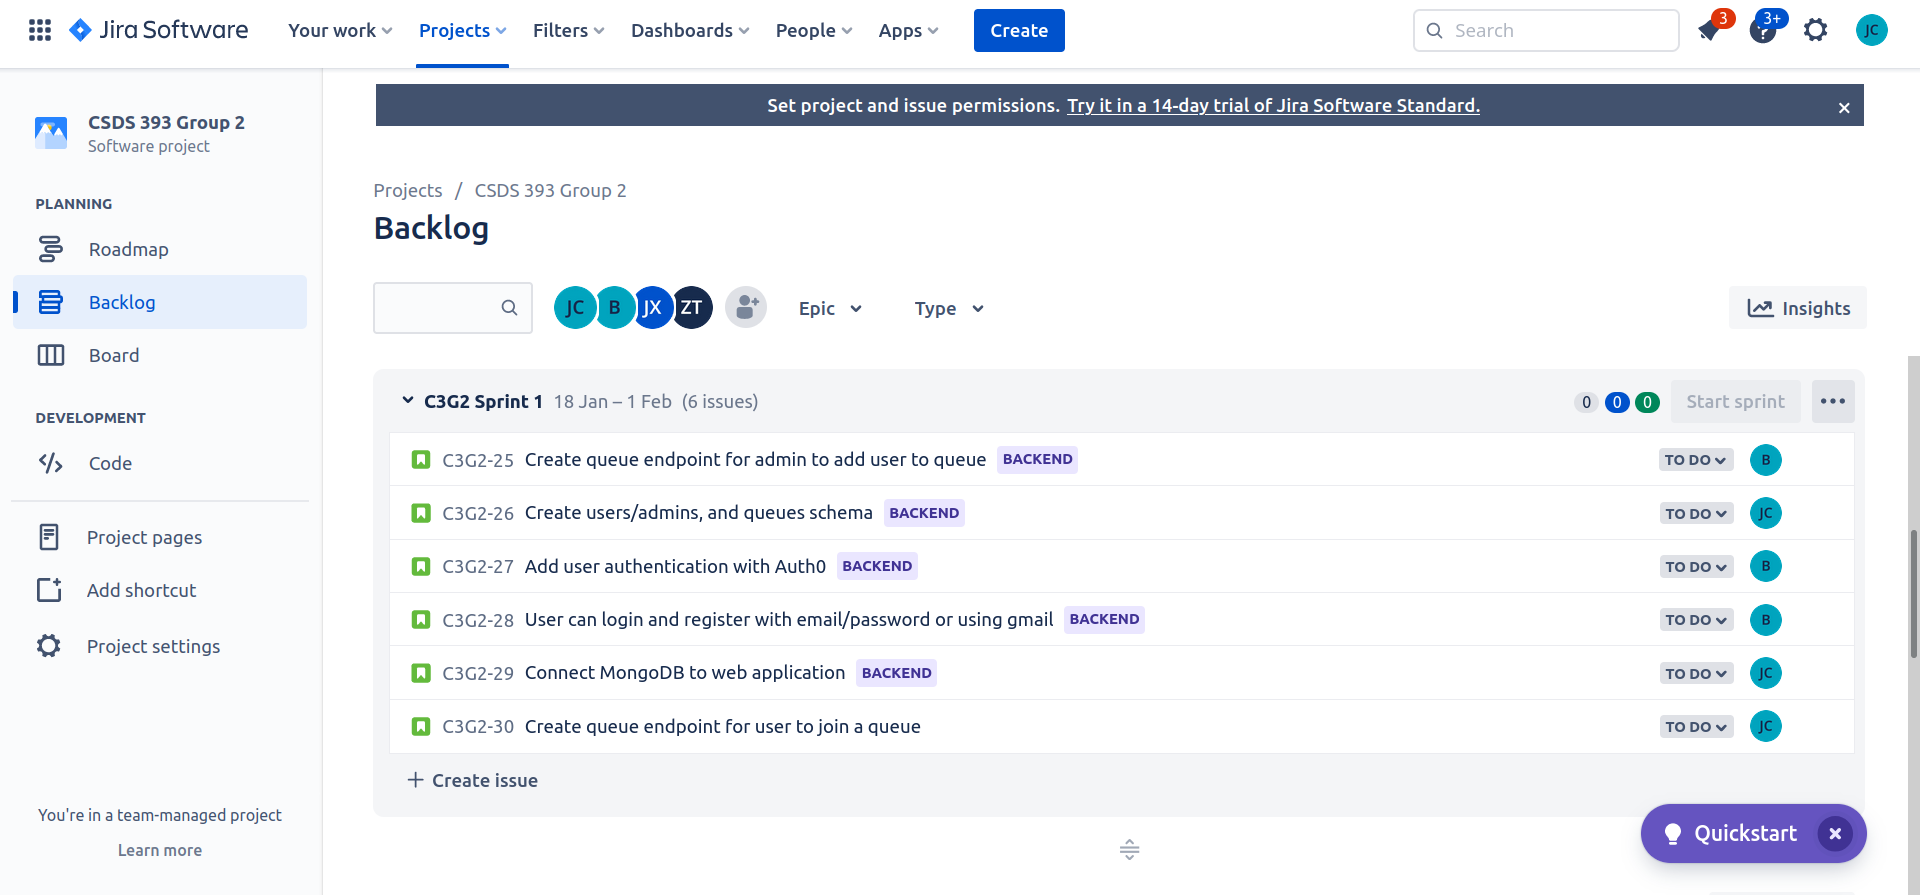 Jira Software
Your work
Projects
Filters
Dashboards
People
Apps
Create
Search
3
3+
JC
Set project and issue permissions. Try it in a 14-day trial of Jira Software Standard.
CSDS 393 Group 2
Software project
PLANNING
Roadmap
Backlog
Board
DEVELOPMENT
Code
Project pages
Add shortcut
Project settings
You're in a team-managed project
Learn more
Projects / CSDS 393 Group 2
Backlog
JC B JX ZT
Epic
Type
Insights
C3G2 Sprint 1 18 Jan – 1 Feb (6 issues)
0 0 0 Start sprint
C3G2-25 Create queue endpoint for admin to add user to queue BACKEND TO DO B
C3G2-26 Create users/admins, and queues schema BACKEND TO DO JC
C3G2-27 Add user authentication with Auth0 BACKEND TO DO B
C3G2-28 User can login and register with email/password or using gmail BACKEND TO DO B
C3G2-29 Connect MongoDB to web application BACKEND TO DO JC
C3G2-30 Create queue endpoint for user to join a queue TO DO JC
Create issue
Quickstart